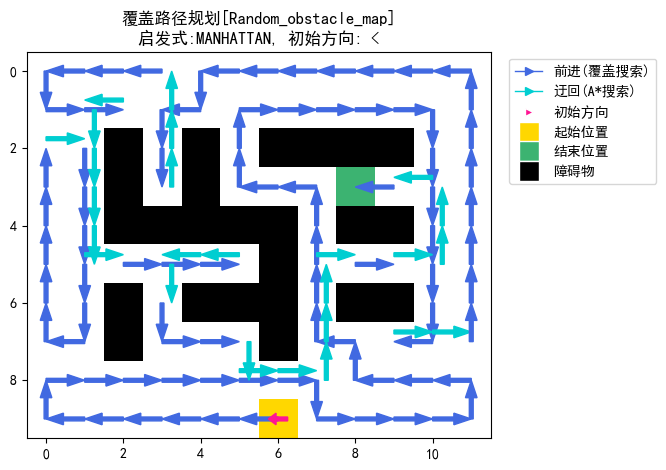 覆盖路径规划[Random_obstacle_map]
启发式:MANHATTAN, 初始方向: <
0
2
4
6
8
0 2 4 6 8 10
前进(覆盖搜索)
迂回(A*搜索)
初始方向
起始位置
结束位置
障碍物